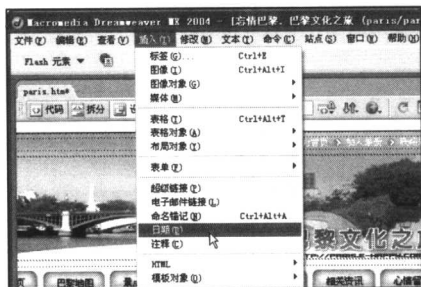 Macromedia Dreamweaver MX 2004 - [忘情巴黎、巴黎文化之旅 (paris/par
文件(F) 编辑(E) 查看(V) 插入(I) 修改(M) 文本(T) 命令(C) 站点(S) 窗口(W) 帮助(H)
Flash 元素
标签(G)... Ctrl+E
图像(I) Ctrl+Alt+I
图像对象(G)
媒体(M)
paris.htm*
代码 拆分
表格(T) Ctrl+Alt+T
表格对象(A)
布局对象(Y)
表单(F)
超级链接(P)
电子邮件链接(L)
命名锚记(N) Ctrl+Alt+A
日期(D)
注释(C)
巴黎文化之
HTML
模板对象(O)
页 巴黎地图 相关资讯